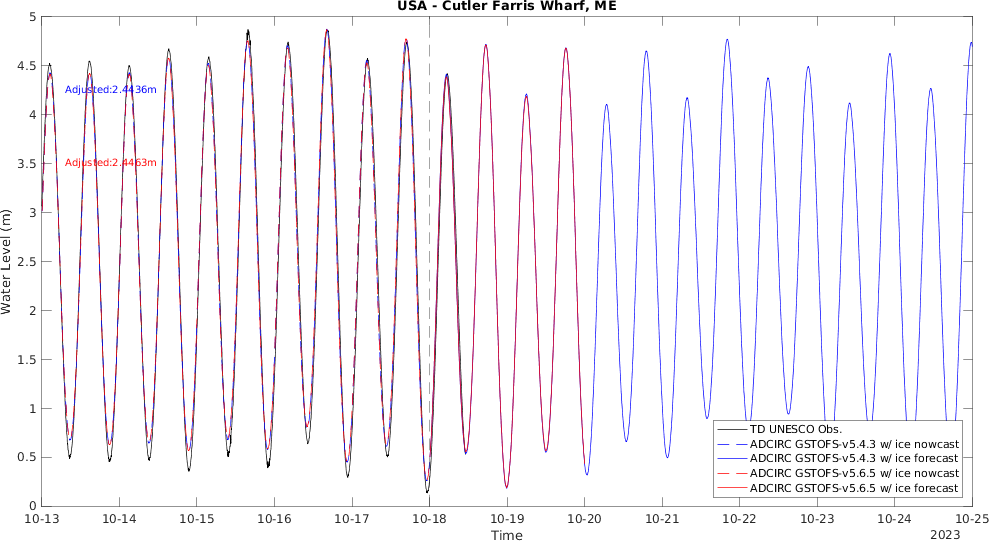 USA - Cutler Farris Wharf, ME
5
4.5
4
3.5
3
2.5
2
1.5
1
0.5
0
Water Level (m)
Adjusted:2.4436m
Adjusted:2.4463m
TD UNESCO Obs.
ADCIRC GSTOFS-v5.4.3 w/ ice nowcast
ADCIRC GSTOFS-v5.4.3 w/ ice forecast
ADCIRC GSTOFS-v5.6.5 w/ ice nowcast
ADCIRC GSTOFS-v5.6.5 w/ ice forecast
10-13 10-14 10-15 10-16 10-17 10-18 10-19 10-20 10-21 10-22 10-23 10-24 10-25
Time
2023